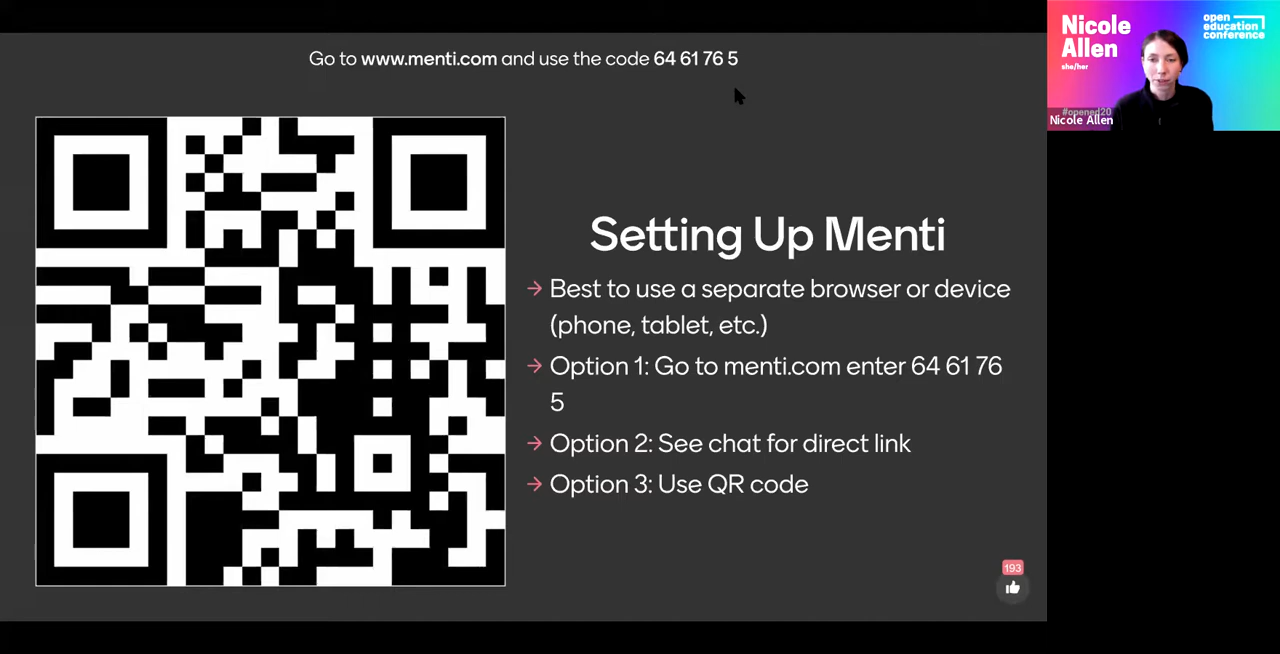 Go to www.menti.com and use the code 64 61 76 5
Nicole
Allen
she/her
open
education
conference
#opened20
Nicole Allen
Setting Up Menti
→ Best to use a separate browser or device
(phone, tablet, etc.)
→ Option 1: Go to menti.com enter 64 61 76
5
→ Option 2: See chat for direct link
→ Option 3: Use QR code
193